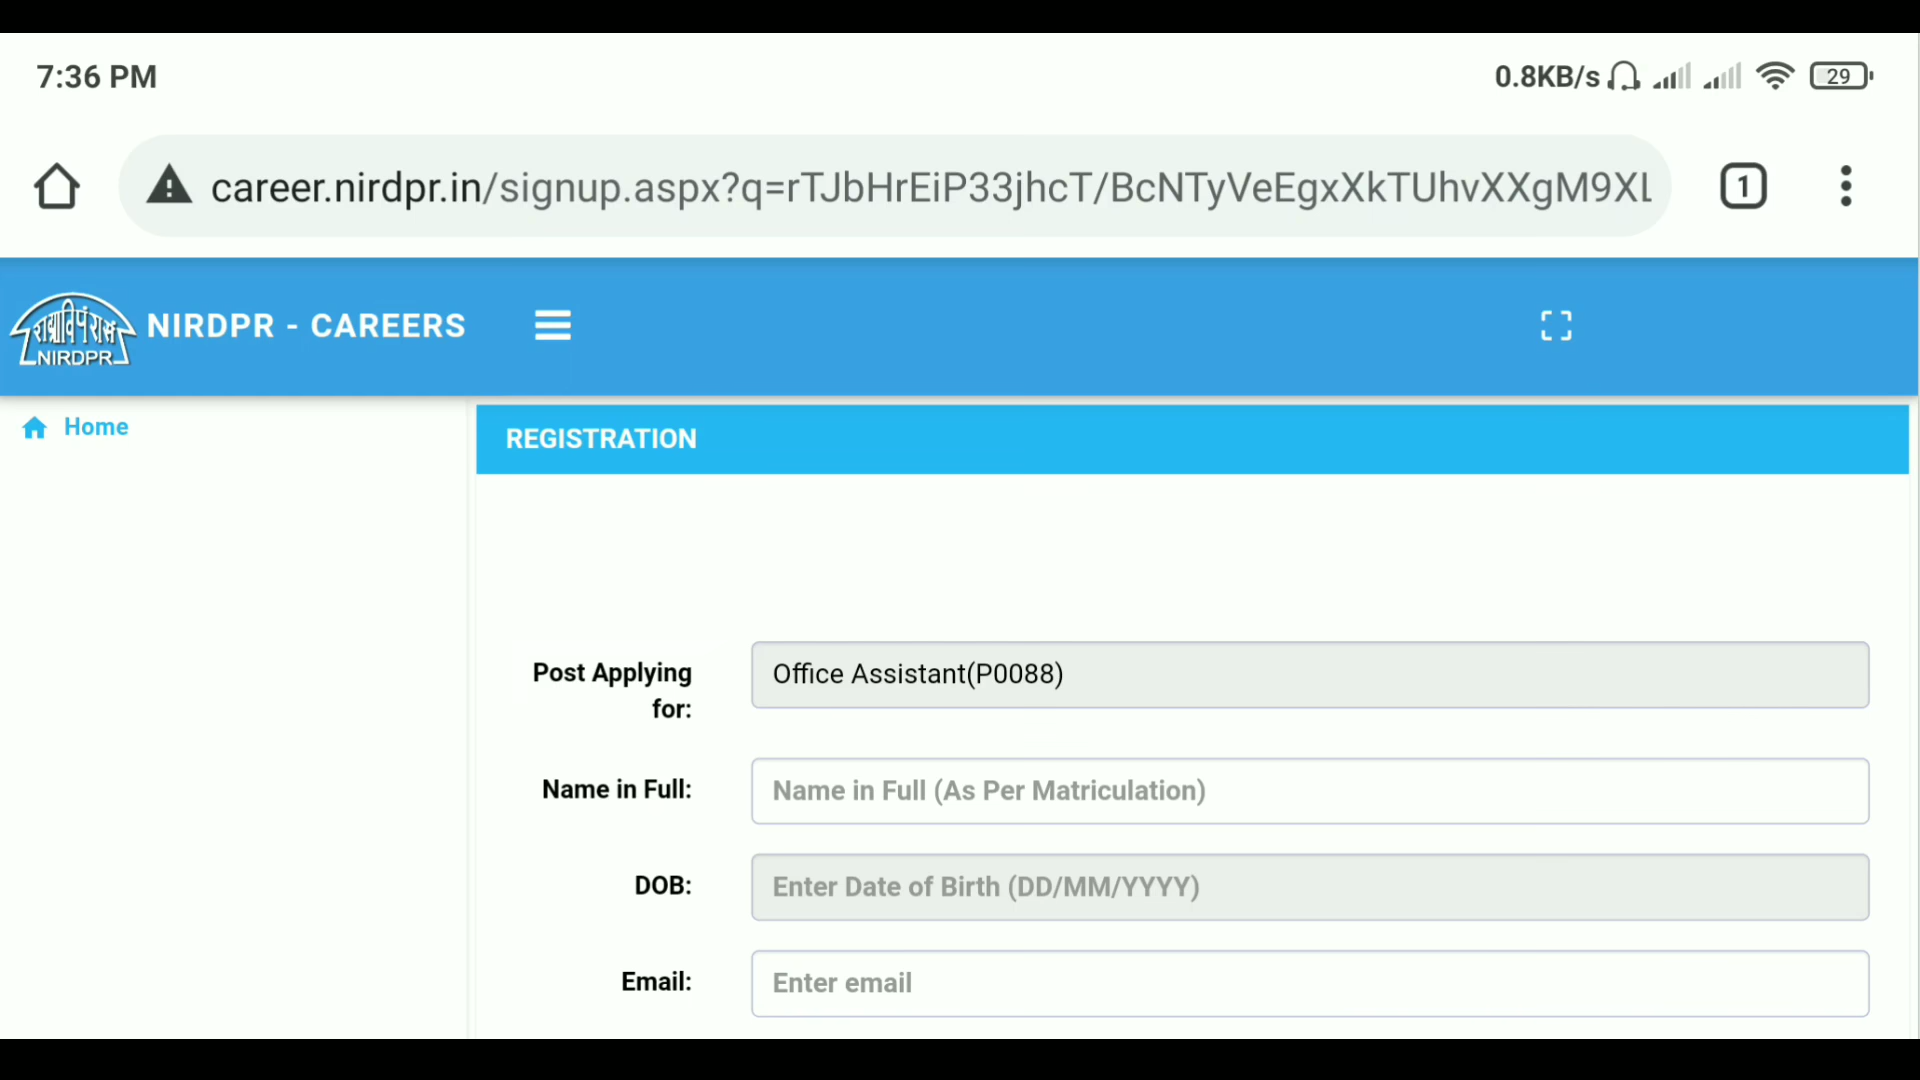 7:36 PM
0.8KB/s
29
career.nirdpr.in/signup.aspx?q=rTJbHrEiP33jhcT/BcNTyVeEgxXkTUhvXXgM9XL
1
राग्राविपंरासं
NIRDPR
NIRDPR - CAREERS
Home
REGISTRATION
Post Applying
for:
Office Assistant(P0088)
Name in Full:
Name in Full (As Per Matriculation)
DOB:
Enter Date of Birth (DD/MM/YYYY)
Email:
Enter email